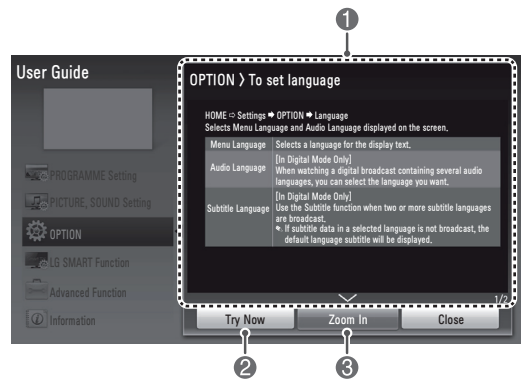 1
User Guide
OPTION > To set language
HOME ⇨ Settings ➡ OPTION ➡ Language
Selects Menu Language and Audio Language displayed on the screen.
Menu Language Selects a language for the display text.
Audio Language [In Digital Mode Only]
When watching a digital broadcast containing several audio
languages, you can select the language you want.
Subtitle Language [In Digital Mode Only]
Use the Subtitle function when two or more subtitle languages
are broadcast.
If subtitle data in a selected language is not broadcast, the
default language subtitle will be displayed.
PROGRAMME Setting
PICTURE, SOUND Setting
OPTION
LG SMART Function
Advanced Function
Information
1/2
Try Now Zoom In Close
2 3